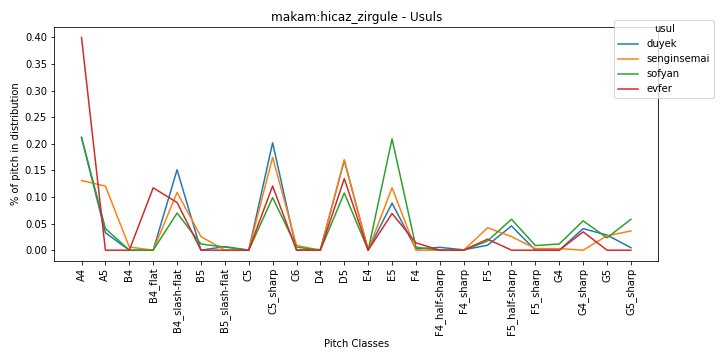 makam:hicaz_zirgule - Usuls
usul
duyek
senginsemai
sofyan
evfer
% of pitch in distribution
0.40
0.35
0.30
0.25
0.20
0.15
0.10
0.05
0.00
A4
A5
B4
B4_flat
B4_slash-flat
B5
B5_slash-flat
C5
C5_sharp
C6
D4
D5
E4
E5
F4
F4_half-sharp
F4_sharp
F5
F5_half-sharp
F5_sharp
G4
G4_sharp
G5
G5_sharp
Pitch Classes